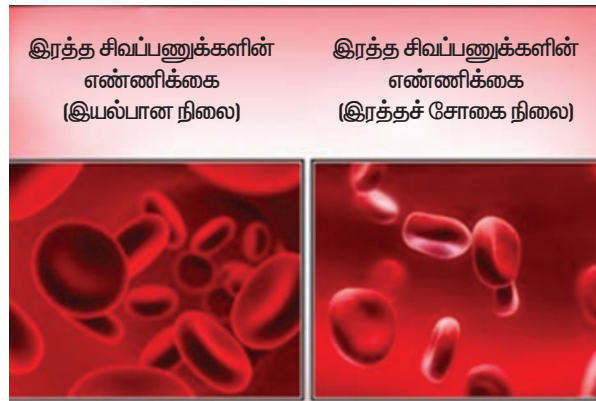 இரத்த சிவப்பணுக்களின்
எண்ணிக்கை
(இயல்பான நிலை)
இரத்த சிவப்பணுக்களின்
எண்ணிக்கை
(இரத்தச் சோகை நிலை)